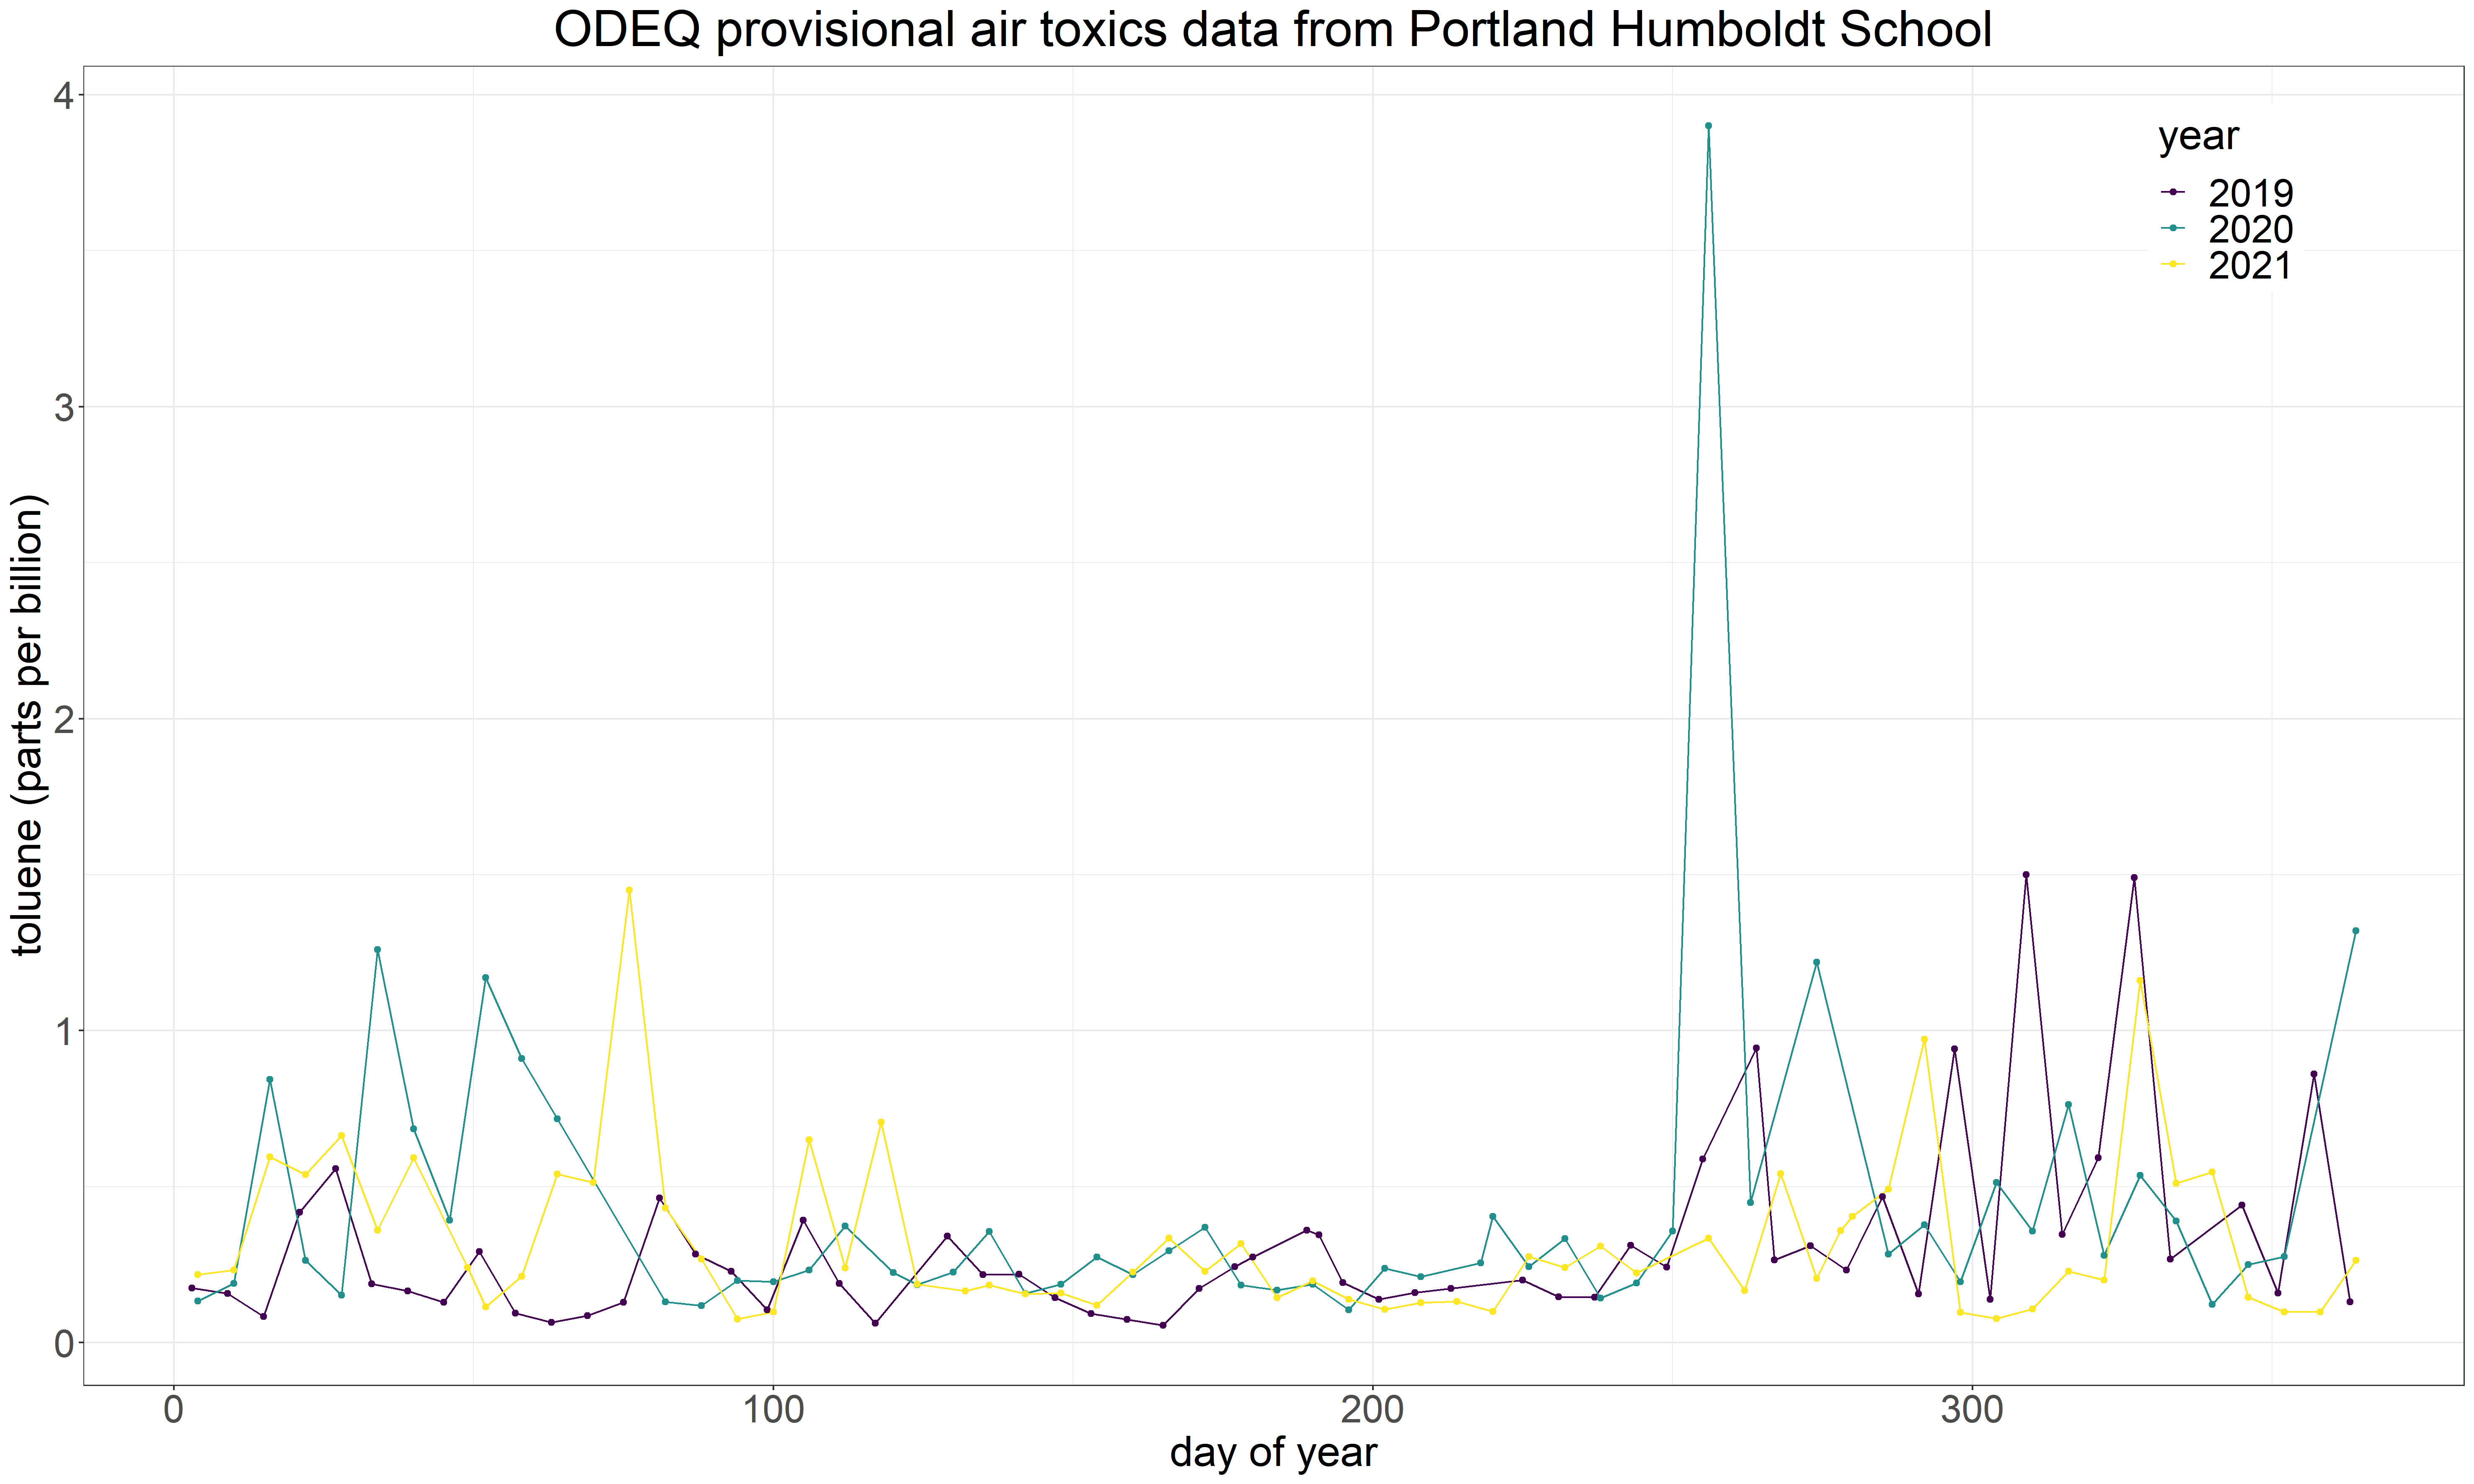 ODEQ provisional air toxics data from Portland Humboldt School
4
3
2
1
0
toluene (parts per billion)
year
2019
2020
2021
0 100 200 300
day of year